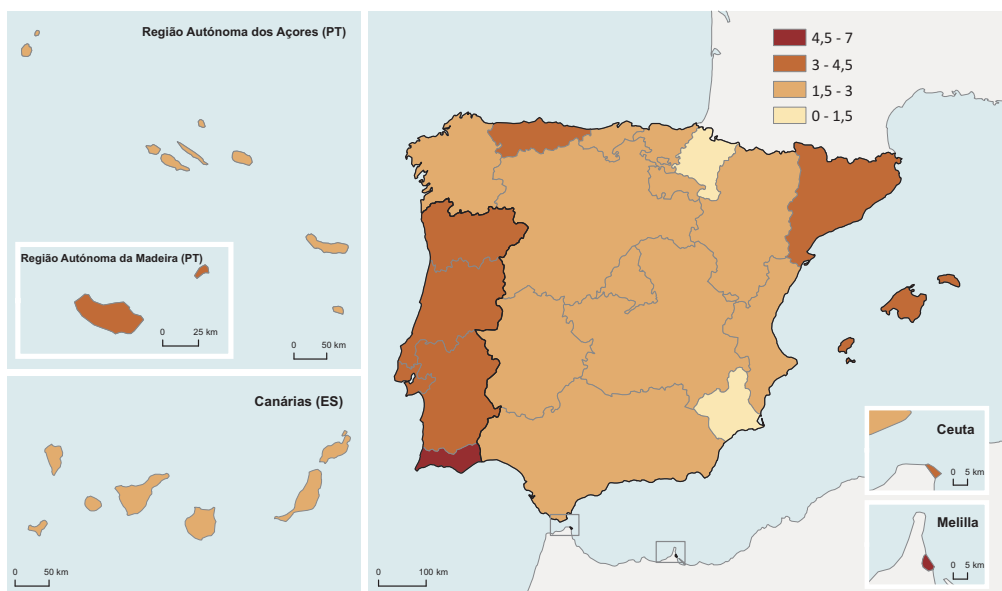 Região Autónoma dos Açores (PT)
Região Autónoma da Madeira (PT)
0 25 km
0 50 km
Canárias (ES)
0 50 km
4,5 - 7
3 - 4,5
1,5 - 3
0 - 1,5
0 100 km
Ceuta
0 5 km
Melilla
0 5 km